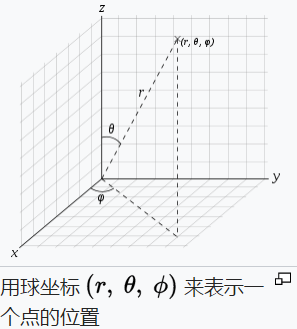 z
(r, θ, φ)
r
θ
y
φ
x
用球坐标 (r, θ, ϕ) 来表示一
个点的位置